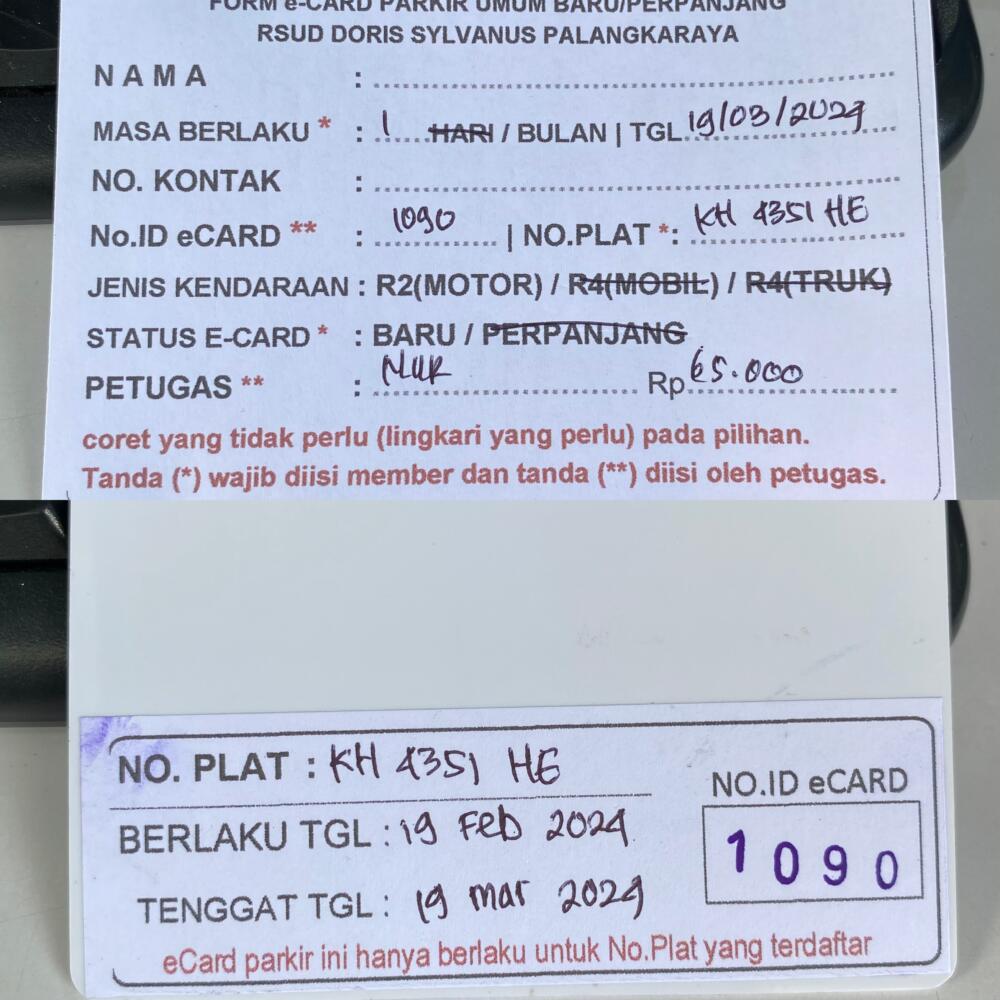 FORM e-CARD PARKIR UMUM BARU/PERPANJANG
RSUD DORIS SYLVANUS PALANGKARAYA
N A M A :
MASA BERLAKU * : 1 HARI / BULAN | TGL 19/03/2024
NO. KONTAK :
No.ID eCARD ** : 1090 | NO.PLAT *: KH 4351 HE
JENIS KENDARAAN : R2(MOTOR) / R4(MOBIL) / R4(TRUK)
STATUS E-CARD * : BARU / PERPANJANG
PETUGAS ** : NUR Rp 65.000
coret yang tidak perlu (lingkari yang perlu) pada pilihan.
Tanda (*) wajib diisi member dan tanda (**) diisi oleh petugas.
NO. PLAT : KH 4351 HE
NO.ID eCARD
BERLAKU TGL : 19 Feb 2024
1090
TENGGAT TGL : 19 mar 2024
eCard parkir ini hanya berlaku untuk No.Plat yang terdaftar